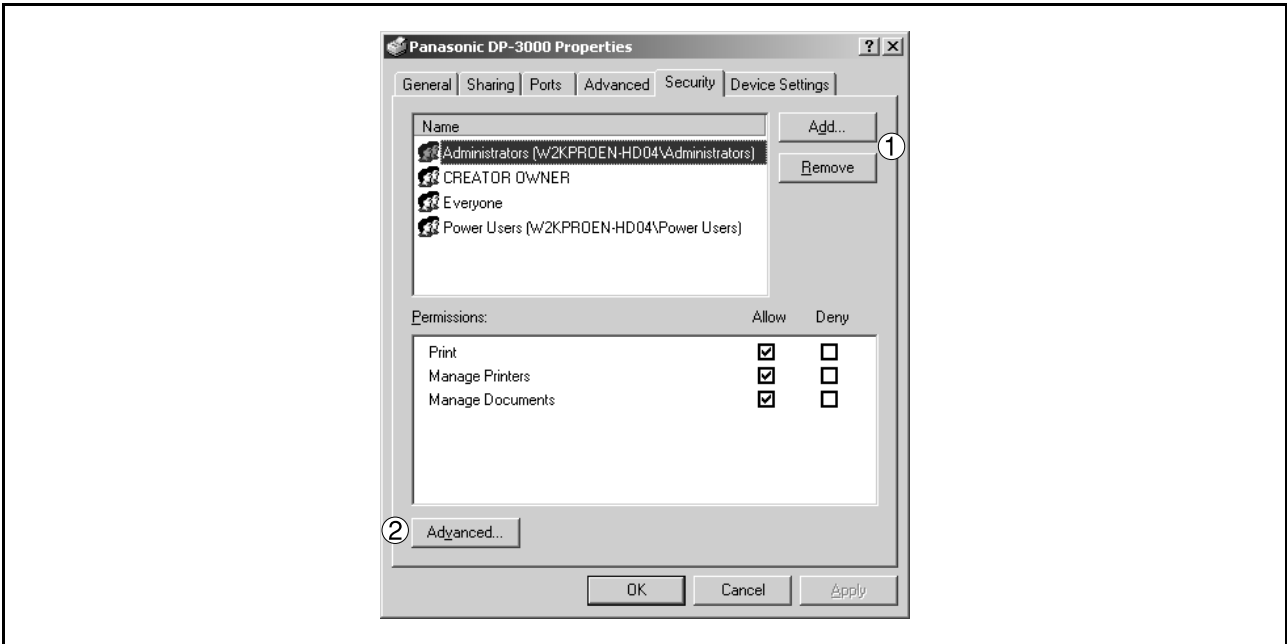 Panasonic DP-3000 Properties
General Sharing Ports Advanced Security Device Settings
Name
Add...
①
Administrators (W2KPROEN-HD04\Administrators)
Remove
CREATOR OWNER
Everyone
Power Users (W2KPROEN-HD04\Power Users)
Permissions: Allow Deny
Print
Manage Printers
Manage Documents
② Advanced...
OK Cancel Apply